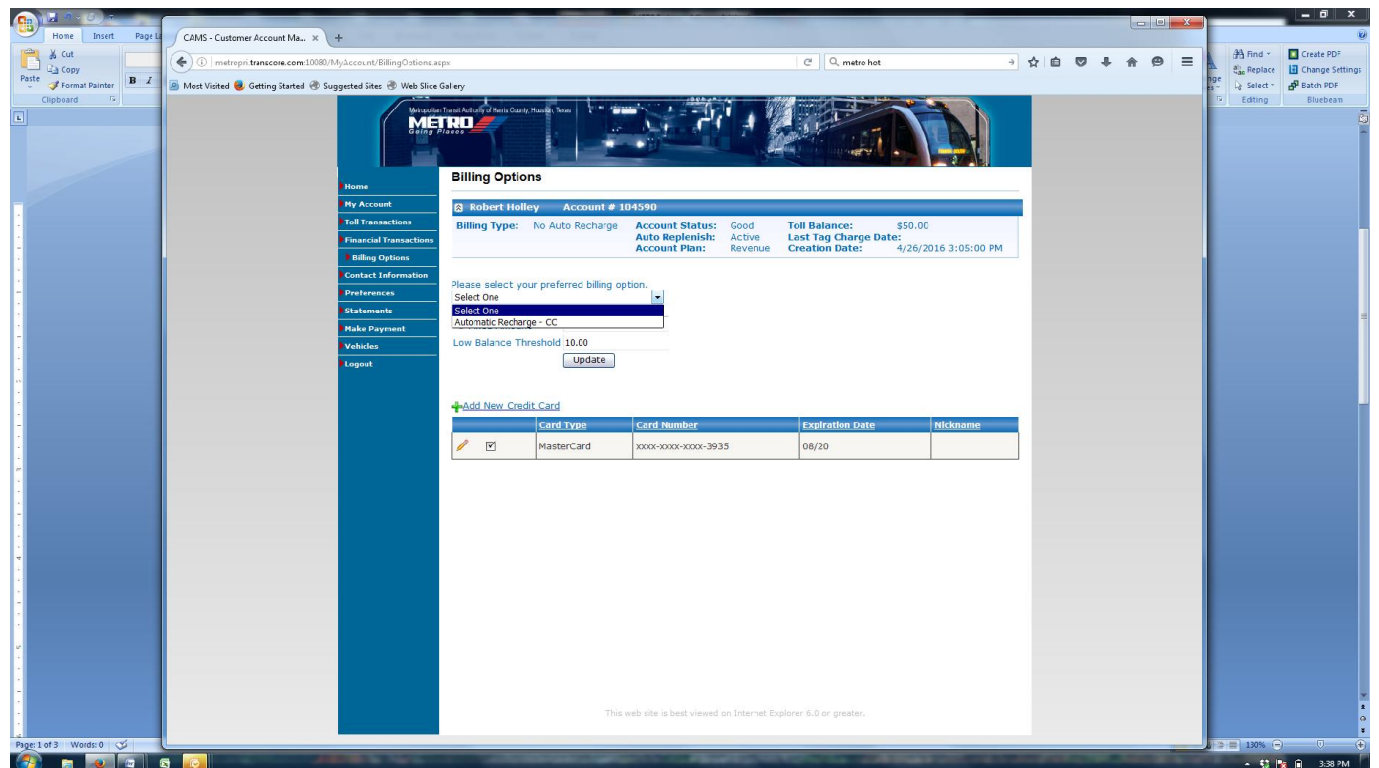 Home Insert Page La
Cut
Copy
Format Painter
Paste
Clipboard
B I
CAMS - Customer Account Ma... × +
metropri.transcore.com:10080/MyAccount/BillingOptions.aspx
metro hot
Most Visited Getting Started Suggested Sites Web Slice Gallery
Find
Replace
Select
Editing
Create PDF
Change Settings
Batch PDF
Bluebeam
Metropolitan Transit Authority of Harris County, Houston, Texas
METRO
Going Places
Home
My Account
Toll Transactions
Financial Transactions
Billing Options
Contact Information
Preferences
Statements
Make Payment
Vehicles
Logout
Billing Options
Robert Holley Account # 104590
Billing Type: No Auto Recharge Account Status: Good Toll Balance: $50.00
Auto Replenish: Active Last Tag Charge Date:
Account Plan: Revenue Creation Date: 4/26/2016 3:05:00 PM
Please select your preferred billing option.
Select One
Select One
Automatic Recharge - CC
Low Balance Threshold 10.00
Update
Add New Credit Card
Card Type Card Number Expiration Date Nickname
MasterCard xxxx-xxxx-xxxx-3935 08/20
This web site is best viewed on Internet Explorer 6.0 or greater.
Page: 1 of 3 Words: 0
130%
3:38 PM